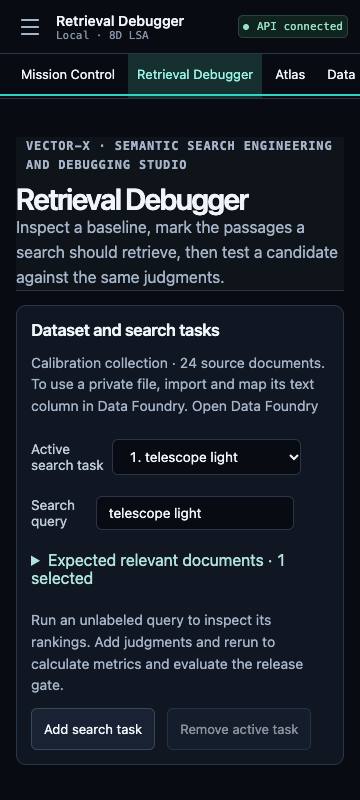 Retrieval Debugger
Local · 8D LSA
API connected
Mission Control
Retrieval Debugger
Atlas
Data
VECTOR-X · SEMANTIC SEARCH ENGINEERING
AND DEBUGGING STUDIO
Retrieval Debugger
Inspect a baseline, mark the passages a
search should retrieve, then test a candidate
against the same judgments.
Dataset and search tasks
Calibration collection · 24 source documents.
To use a private file, import and map its text
column in Data Foundry. Open Data Foundry
Active
search task
1. telescope light
Search
query
telescope light
Expected relevant documents · 1
selected
Run an unlabeled query to inspect its
rankings. Add judgments and rerun to
calculate metrics and evaluate the release
gate.
Add search task
Remove active task